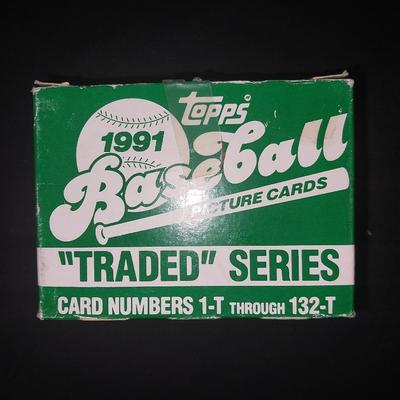 topps
1991
Baseball
PICTURE CARDS
"TRADED" SERIES
CARD NUMBERS 1-T THROUGH 132-T